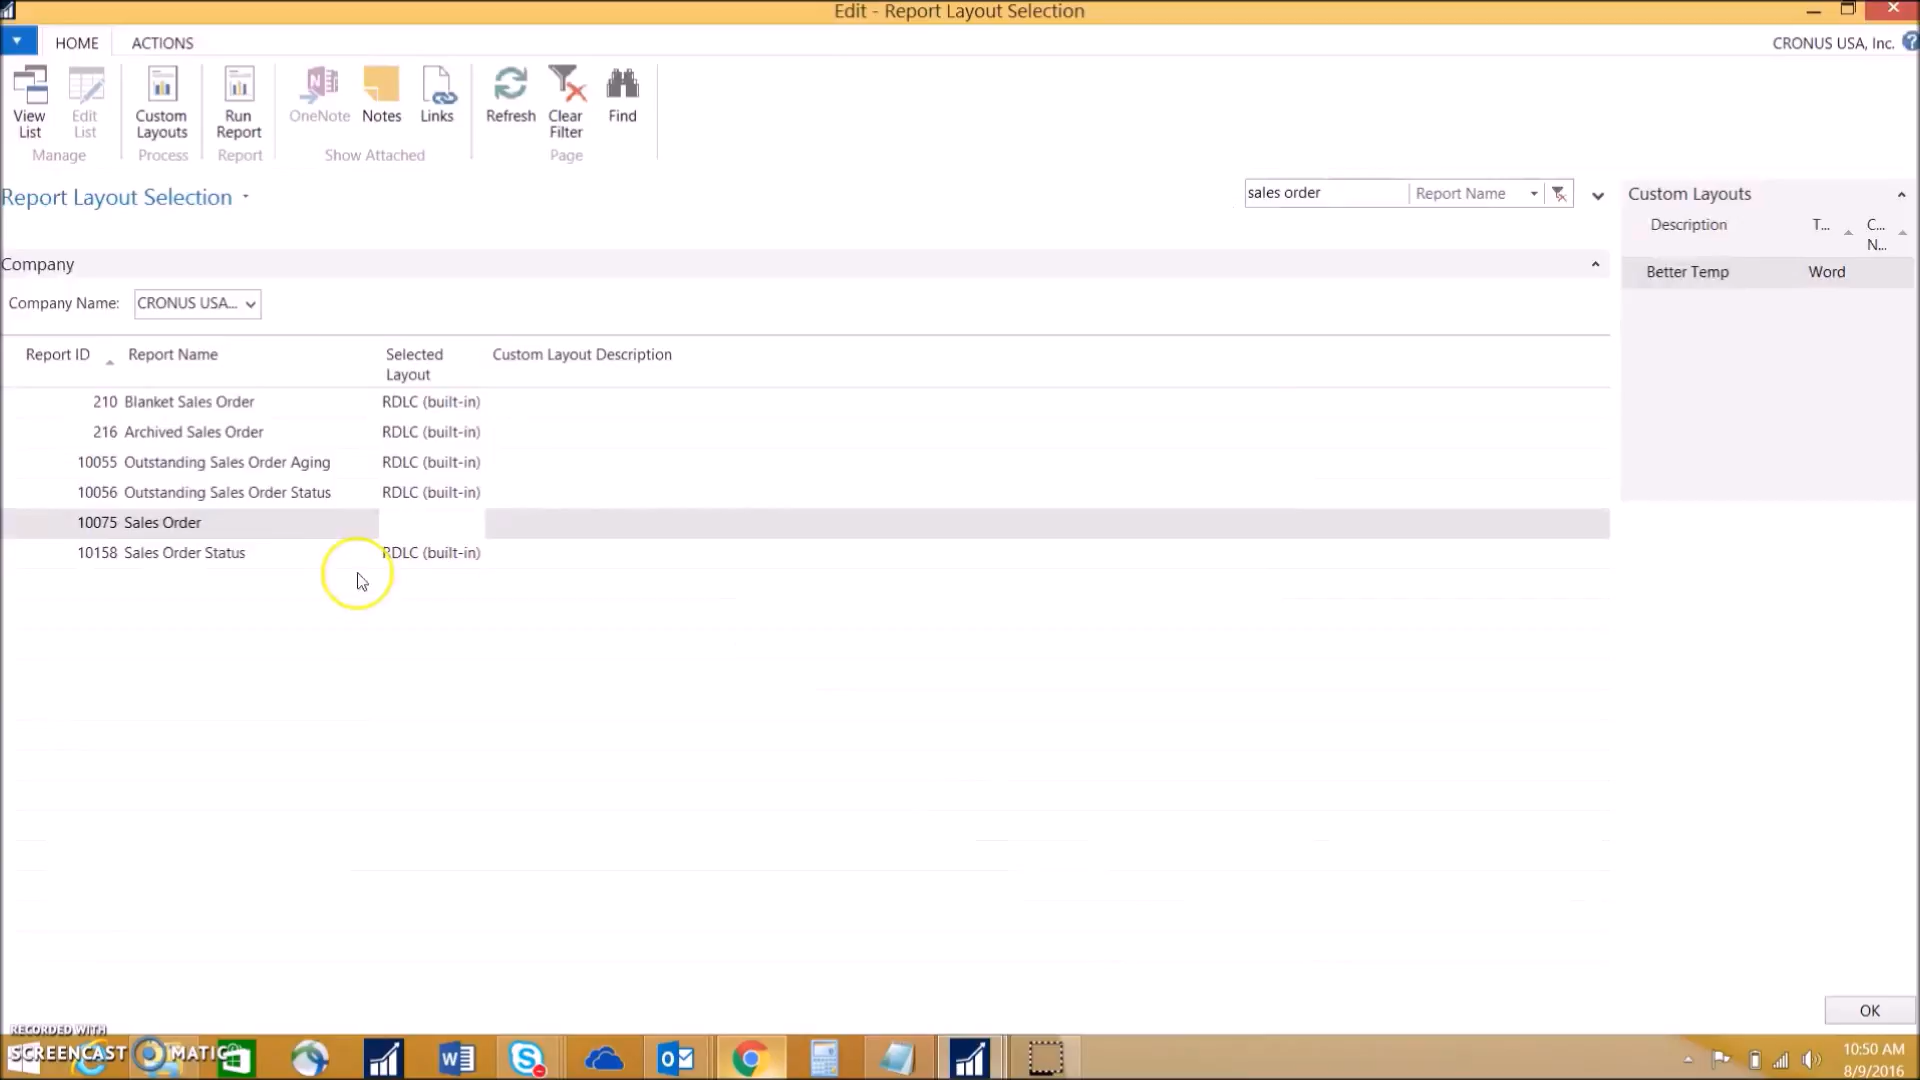 Edit - Report Layout Selection
HOME ACTIONS CRONUS USA, Inc. ?
View List
Edit List
Custom Layouts
Run Report
OneNote Notes Links
Refresh
Clear Filter
Find
Manage Process Report Show Attached Page
Report Layout Selection
sales order Report Name
Company
Company Name: CRONUS USA...
Report ID Report Name Selected Layout Custom Layout Description
210 Blanket Sales Order RDLC (built-in)
216 Archived Sales Order RDLC (built-in)
10055 Outstanding Sales Order Aging RDLC (built-in)
10056 Outstanding Sales Order Status RDLC (built-in)
10075 Sales Order
10158 Sales Order Status RDLC (built-in)
Custom Layouts
Description T... C... N...
Better Temp Word
OK
RECORDED WITH
SCREENCAST MATIC
10:50 AM
8/9/2016